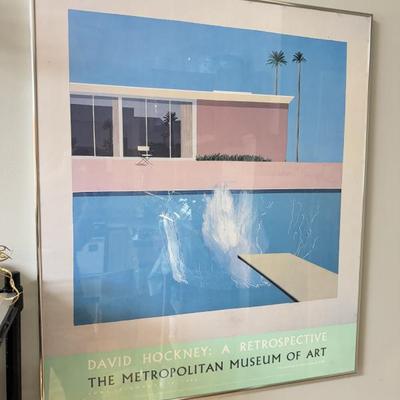 DAVID HOCKNEY: A RETROSPECTIVE
THE METROPOLITAN MUSEUM OF ART